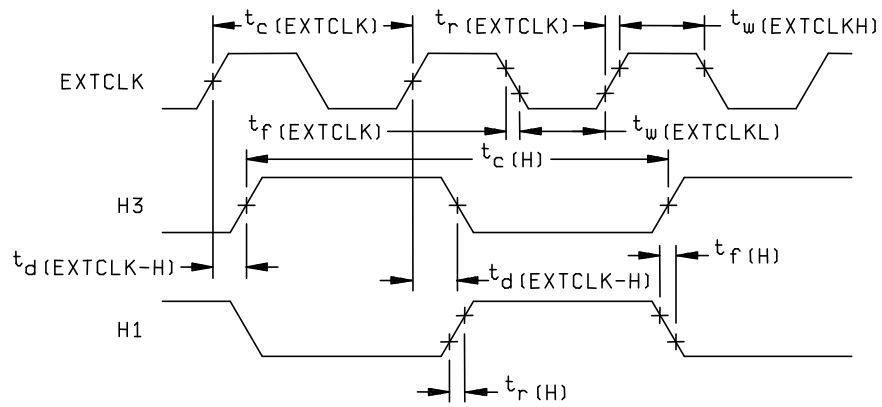 tc(EXTCLK) tr(EXTCLK) tw(EXTCLKH)
EXTCLK
tf(EXTCLK) tw(EXTCLKL)
tc(H)
H3
td(EXTCLK-H) td(EXTCLK-H) tf(H)
H1
tr(H)